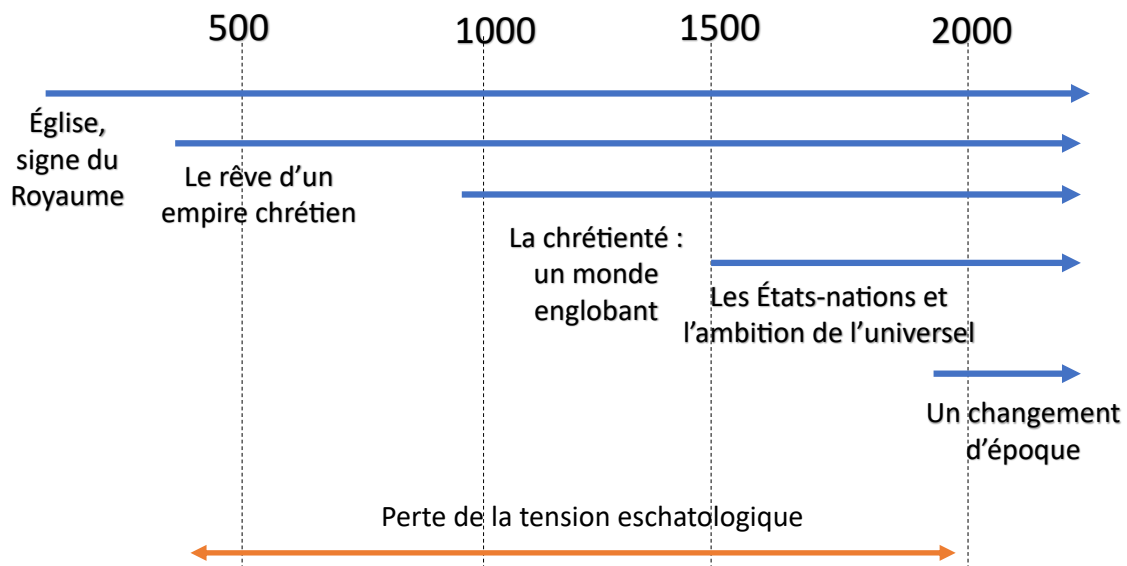 500 1000 1500 2000
Église,
signe du
Royaume
Le rêve d’un
empire chrétien
La chrétienté :
un monde
englobant
Les États-nations et
l’ambition de l’universel
Un changement
d’époque
Perte de la tension eschatologique